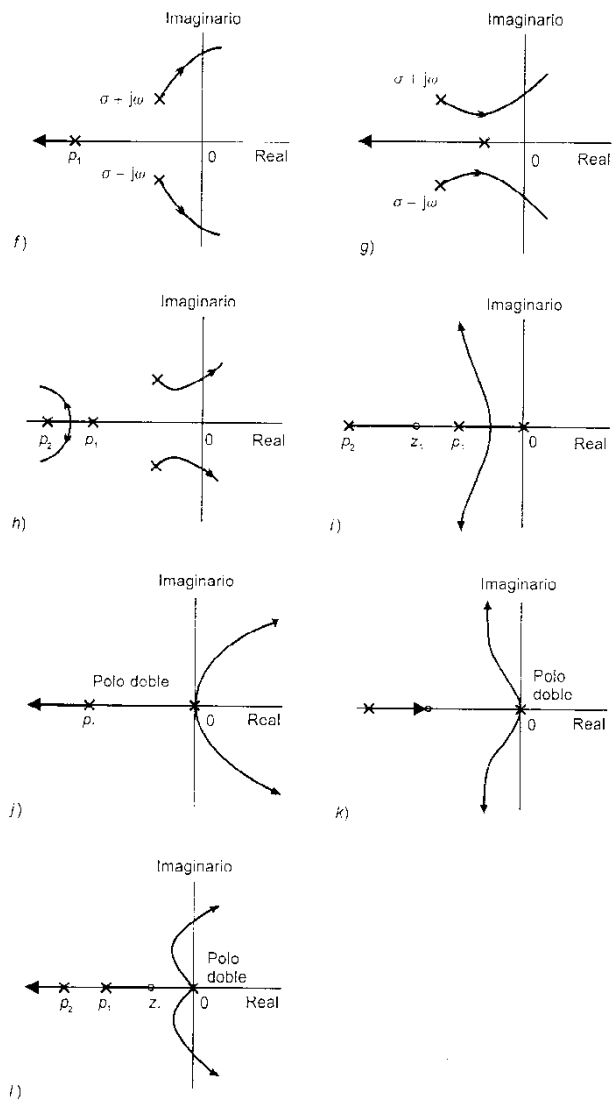 Imaginario
σ + jω
p₁
0
Real
σ − jω
f)
Imaginario
σ + jω
0
Real
σ − jω
g)
Imaginario
p₂
p₁
0
Real
h)
Imaginario
p₂
z₁
p₁
0
Real
i)
Imaginario
Polo doble
p.
0
Real
j)
Imaginario
Polo
doble
0
Real
k)
Imaginario
Polo
doble
p₂
p₁
z.
0
Real
l)